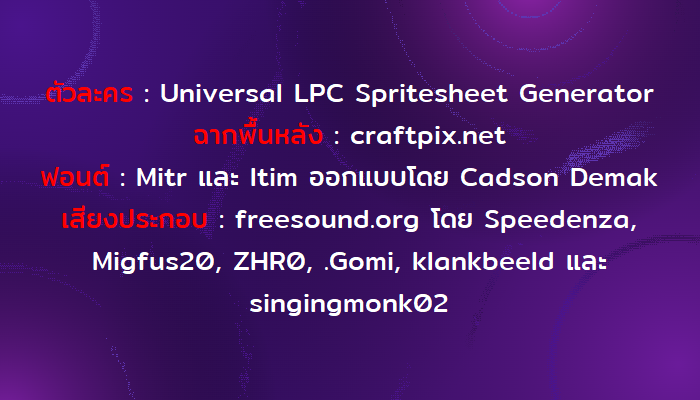 ตัวละคร : Universal LPC Spritesheet Generator
ฉากพื้นหลัง : craftpix.net
ฟอนต์ : Mitr และ Itim ออกแบบโดย Cadson Demak
เสียงประกอบ : freesound.org โดย Speedenza,
Migfus20, ZHR0, .Gomi, klankbeeld และ
singingmonk02